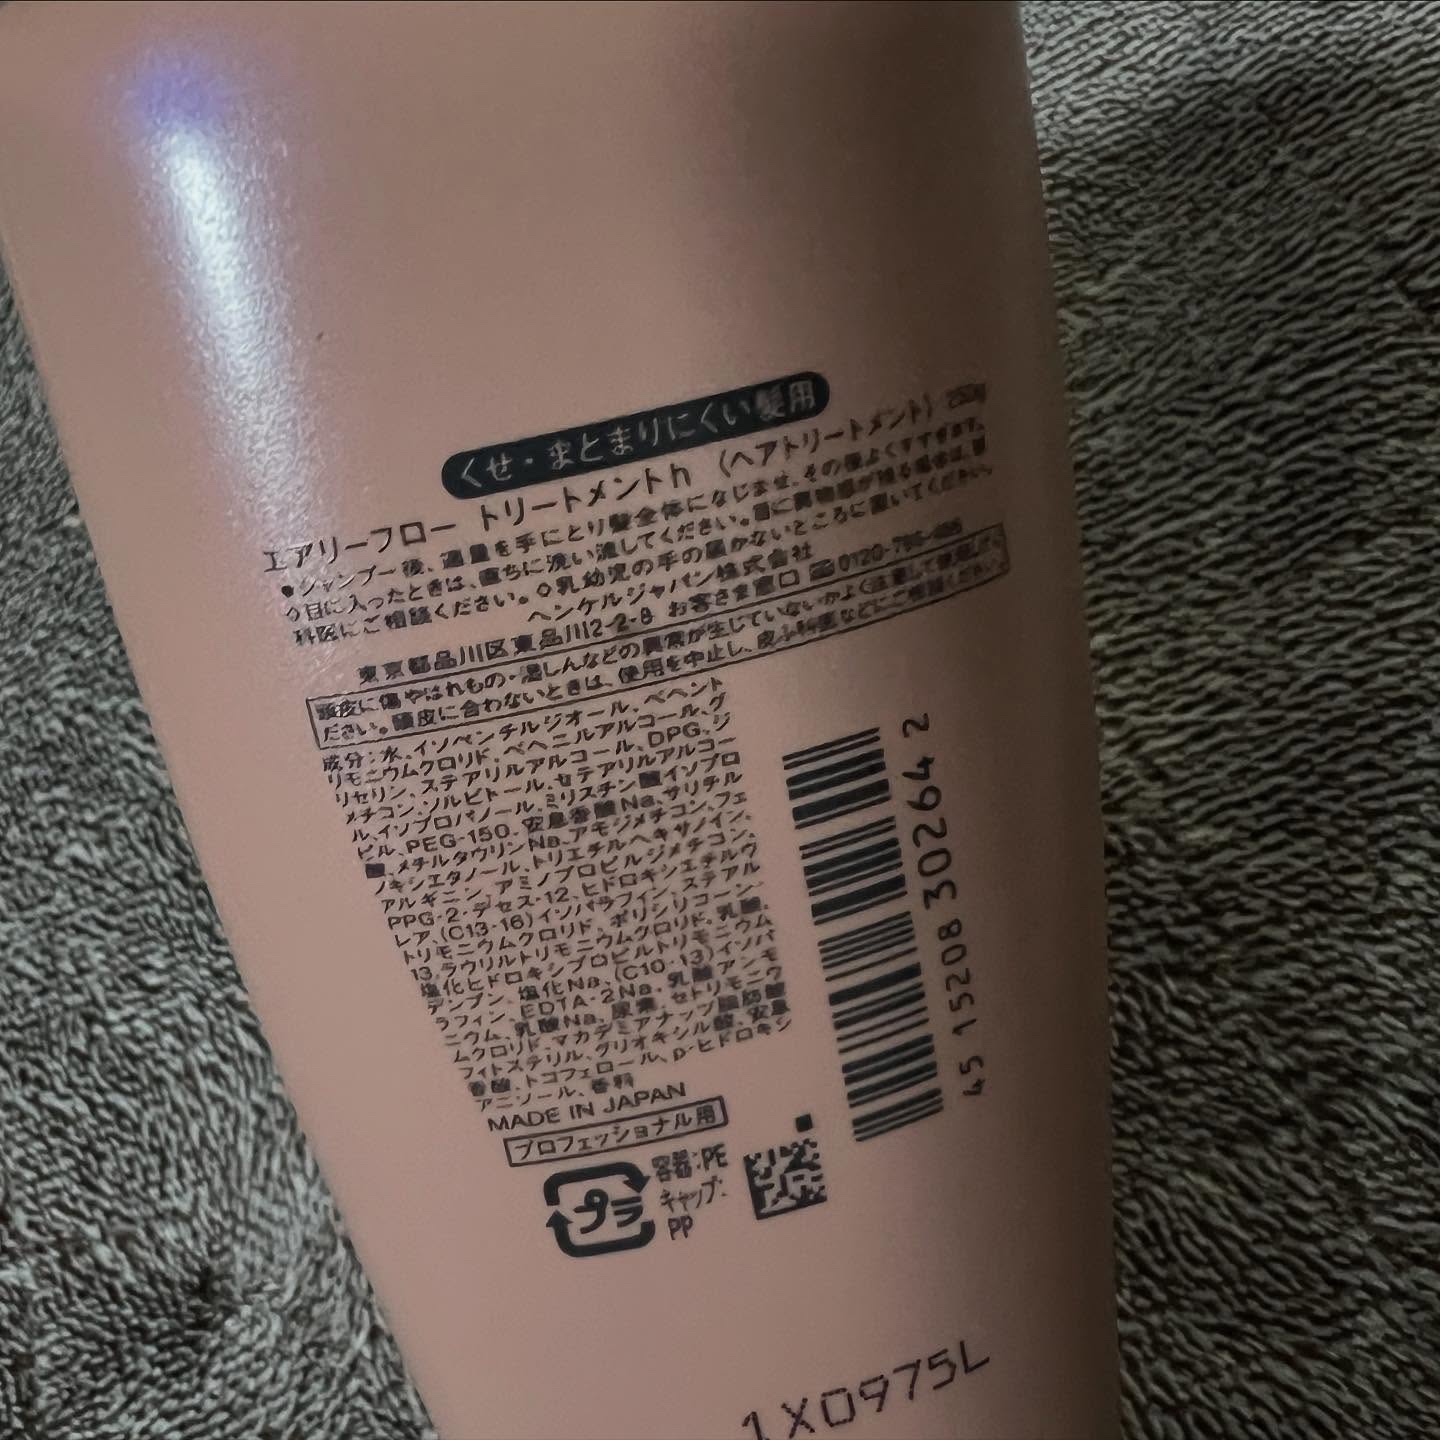 くせ・まとまりにくい髪用
エアリーフロー トリートメントh （ヘアトリートメント） 250g
●シャンプー後、適量を手にとり髪全体になじませ、その後よくすすぎます。
◇目に入ったときは、直ちに洗い流してください。目に異物感が残る場合は、眼
科医にご相談ください。◇乳幼児の手の届かないところに置いてください。
ヘンケルジャパン株式会社
東京都品川区東品川2-2-8 お客さま窓口 0120-
頭皮に傷やはれもの・湿しんなどの異常が生じていないかよく注意して使用してく
ださい。頭皮に合わないときは、使用を中止し、皮ふ科医などにご相談ください。
成分：水、イソペンチルジオール、ベヘント
リモニウムクロリド、ベヘニルアルコール、グ
リセリン、ステアリルアルコール、DPG、ジ
メチコン、ソルビトール、セテアリルアルコー
ル、イソプロパノール、ミリスチン酸イソプロ
ピル、PEG-150、安息香酸Na、サリチル
酸、メチルタウリンNa、アモジメチコン、フェ
ノキシエタノール、トリエチルヘキサノイン、
アルギニン、アミノプロピルジメチコン、
PPG-2-デセス-12、ヒドロキシエチルウ
レア、(C13-16)イソパラフィン、ステアル
トリモニウムクロリド、ポリシリコーン-
13、ラウリルトリモニウムクロリド、乳酸、
塩化ヒドロキシプロピルトリモニウム
デンプン、塩化Na、(C10-13)イソパ
ラフィン、EDTA-2Na、乳酸アンモ
ニウム、乳酸Na、尿素、セトリモニウ
ムクロリド、マカデミアナッツ脂肪酸
フィトステリル、グリオキシル酸、安息
香酸、トコフェロール、p-ヒドロキシ
アニソール、香料
MADE IN JAPAN
プロフェッショナル用
プラ
容器:PE
キャップ:
PP
45 15208 30264 2
1X0975L